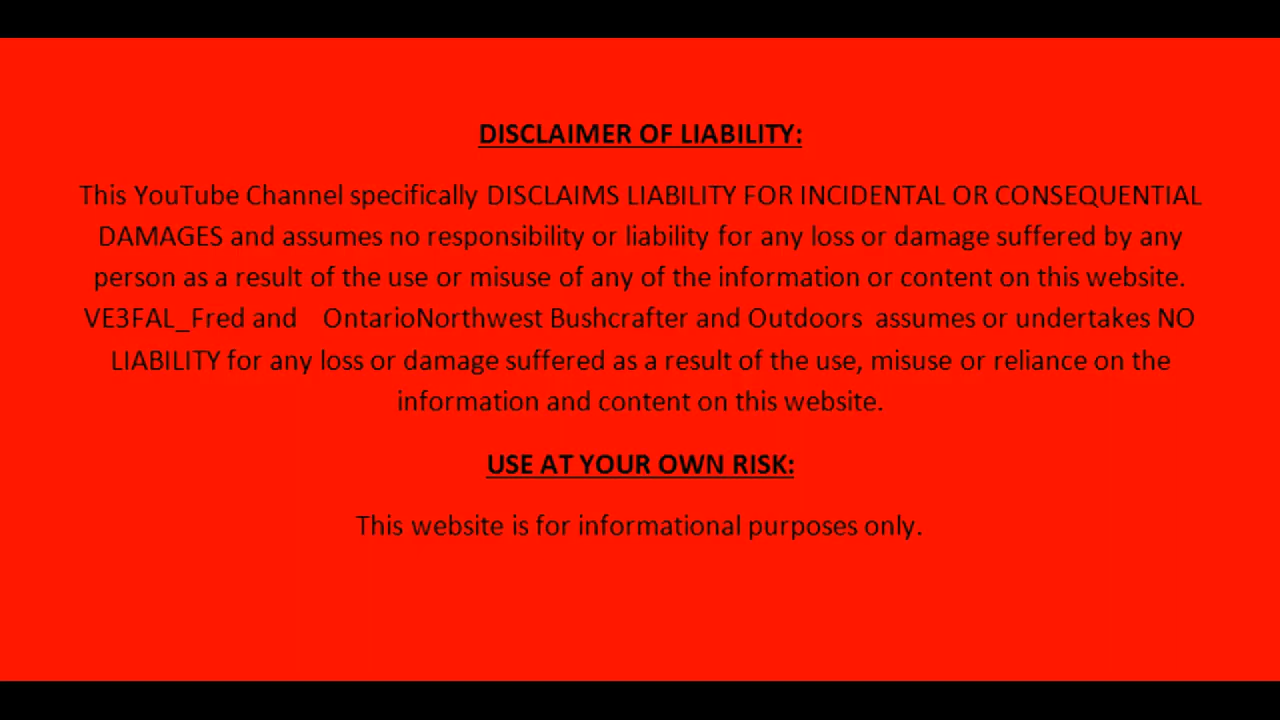 DISCLAIMER OF LIABILITY:
This YouTube Channel specifically DISCLAIMS LIABILITY FOR INCIDENTAL OR CONSEQUENTIAL
DAMAGES and assumes no responsibility or liability for any loss or damage suffered by any
person as a result of the use or misuse of any of the information or content on this website.
VE3FAL_Fred and OntarioNorthwest Bushcrafter and Outdoors assumes or undertakes NO
LIABILITY for any loss or damage suffered as a result of the use, misuse or reliance on the
information and content on this website.
USE AT YOUR OWN RISK:
This website is for informational purposes only.